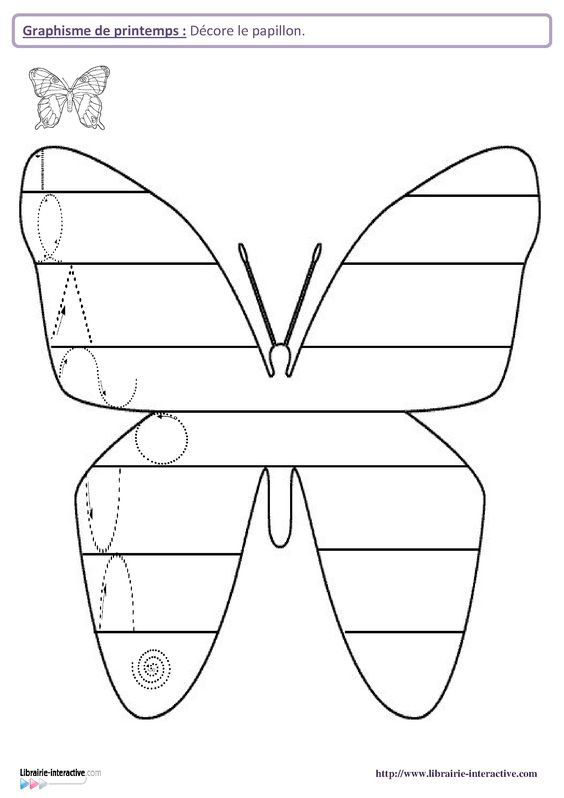 Graphisme de printemps : Décore le papillon.
Librairie-interactive.com
http://www.librairie-interactive.com